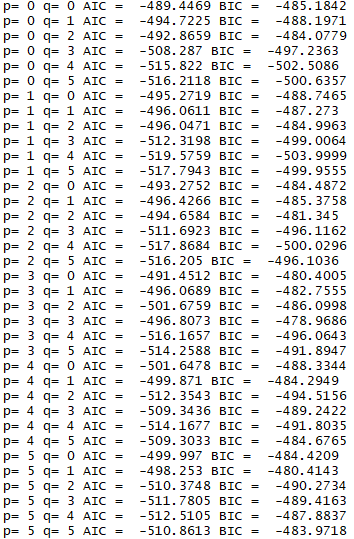 p= 0 q= 0 AIC = -489.4469 BIC = -485.1842
p= 0 q= 1 AIC = -494.7225 BIC = -488.1971
p= 0 q= 2 AIC = -492.8659 BIC = -484.0779
p= 0 q= 3 AIC = -508.287 BIC = -497.2363
p= 0 q= 4 AIC = -515.822 BIC = -502.5086
p= 0 q= 5 AIC = -516.2118 BIC = -500.6357
p= 1 q= 0 AIC = -495.2719 BIC = -488.7465
p= 1 q= 1 AIC = -496.0611 BIC = -487.273
p= 1 q= 2 AIC = -496.0471 BIC = -484.9963
p= 1 q= 3 AIC = -512.3198 BIC = -499.0064
p= 1 q= 4 AIC = -519.5759 BIC = -503.9999
p= 1 q= 5 AIC = -517.7943 BIC = -499.9555
p= 2 q= 0 AIC = -493.2752 BIC = -484.4872
p= 2 q= 1 AIC = -496.4266 BIC = -485.3758
p= 2 q= 2 AIC = -494.6584 BIC = -481.345
p= 2 q= 3 AIC = -511.6923 BIC = -496.1162
p= 2 q= 4 AIC = -517.8684 BIC = -500.0296
p= 2 q= 5 AIC = -516.205 BIC = -496.1036
p= 3 q= 0 AIC = -491.4512 BIC = -480.4005
p= 3 q= 1 AIC = -496.0689 BIC = -482.7555
p= 3 q= 2 AIC = -501.6759 BIC = -486.0998
p= 3 q= 3 AIC = -496.8073 BIC = -478.9686
p= 3 q= 4 AIC = -516.1657 BIC = -496.0643
p= 3 q= 5 AIC = -514.2588 BIC = -491.8947
p= 4 q= 0 AIC = -501.6478 BIC = -488.3344
p= 4 q= 1 AIC = -499.871 BIC = -484.2949
p= 4 q= 2 AIC = -512.3543 BIC = -494.5156
p= 4 q= 3 AIC = -509.3436 BIC = -489.2422
p= 4 q= 4 AIC = -514.1677 BIC = -491.8035
p= 4 q= 5 AIC = -509.3033 BIC = -484.6765
p= 5 q= 0 AIC = -499.997 BIC = -484.4209
p= 5 q= 1 AIC = -498.253 BIC = -480.4143
p= 5 q= 2 AIC = -510.3748 BIC = -490.2734
p= 5 q= 3 AIC = -511.7805 BIC = -489.4163
p= 5 q= 4 AIC = -512.5105 BIC = -487.8837
p= 5 q= 5 AIC = -510.8613 BIC = -483.9718